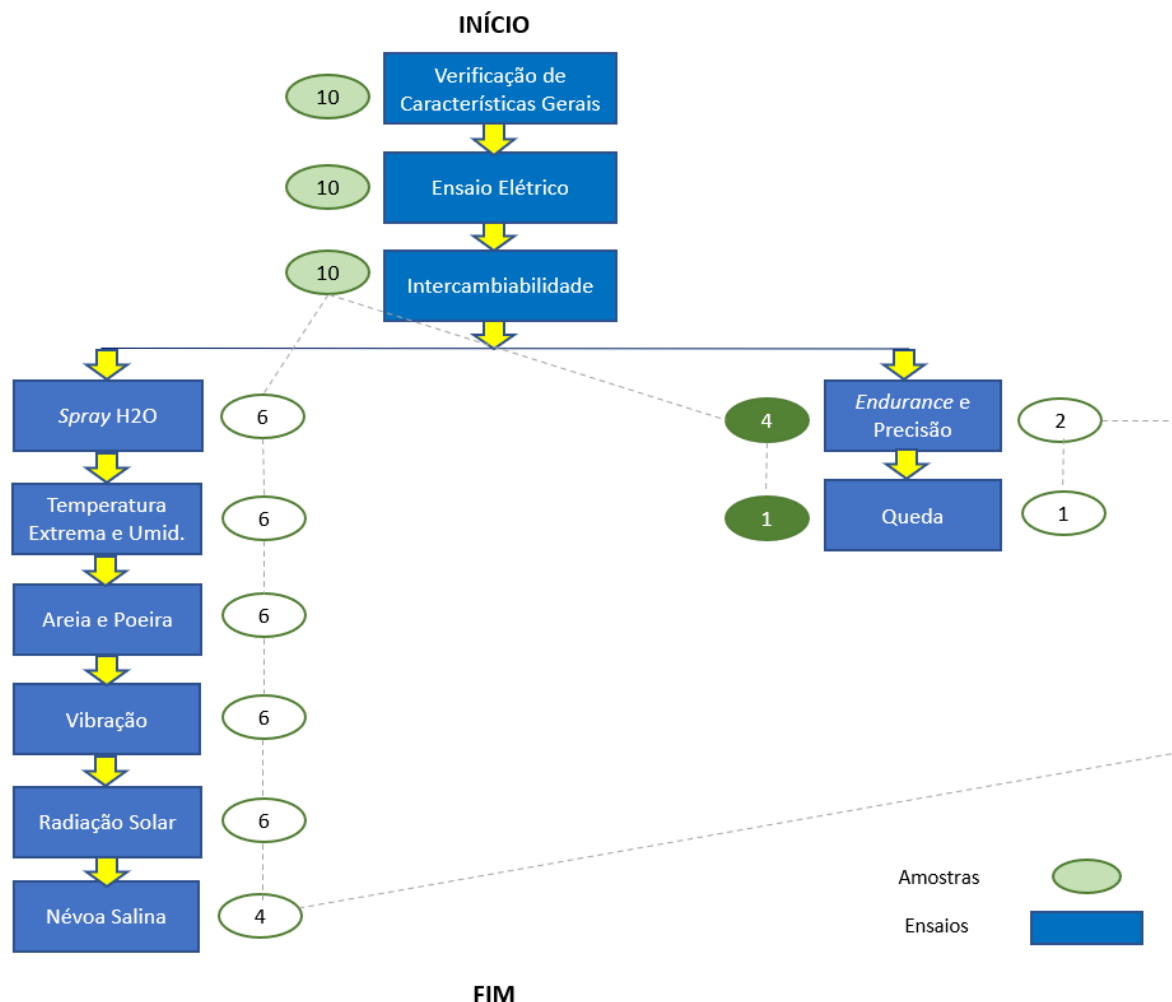 INÍCIO
10
Verificação de
Características Gerais
10
Ensaio Elétrico
10
Intercambiabilidade
Spray H2O
6
4
Endurance e
Precisão
2
Temperatura
Extrema e Umid.
6
1
Queda
1
Areia e Poeira
6
Vibração
6
Radiação Solar
6
Névoa Salina
4
Amostras
Ensaios
FIM